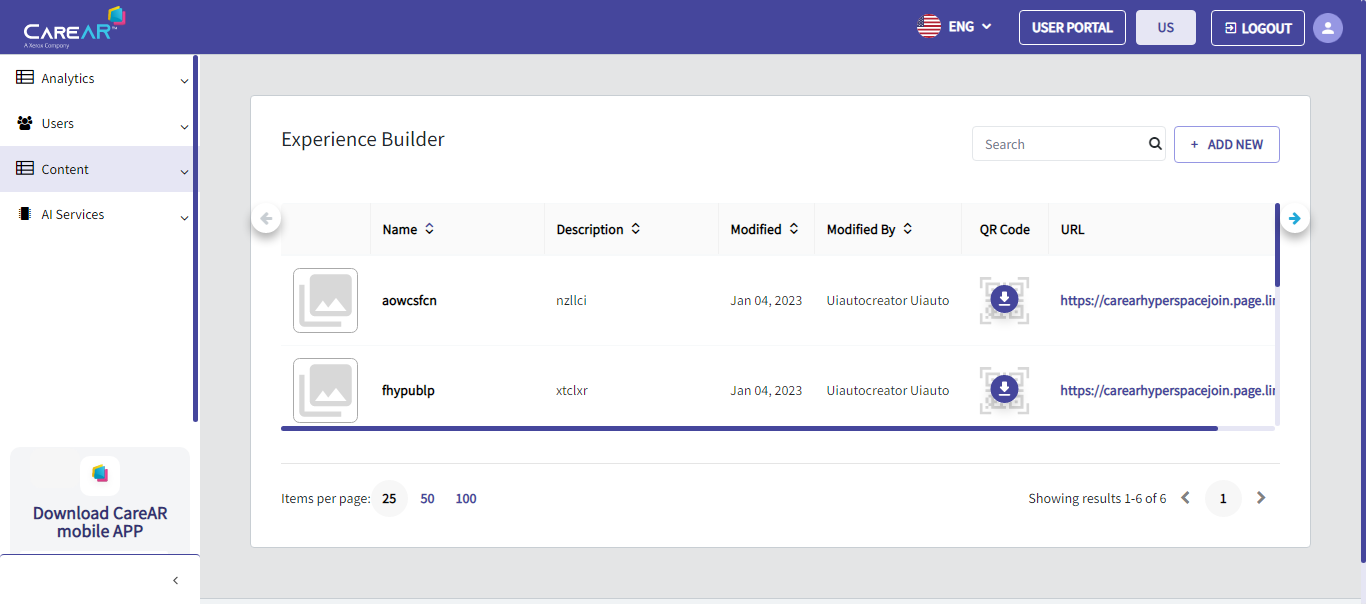 CAREAR™
A Xerox Company
ENG
USER PORTAL
US
LOGOUT
Analytics
Users
Content
AI Services
Download CareAR
mobile APP
Experience Builder
Search
+ ADD NEW
Name Description Modified Modified By QR Code URL
aowcsfcn nzllci Jan 04, 2023 Uiautocreator Uiauto https://carearhyperspacejoin.page.lin
fhypublp xtclxr Jan 04, 2023 Uiautocreator Uiauto https://carearhyperspacejoin.page.lin
Items per page: 25 50 100
Showing results 1-6 of 6 1